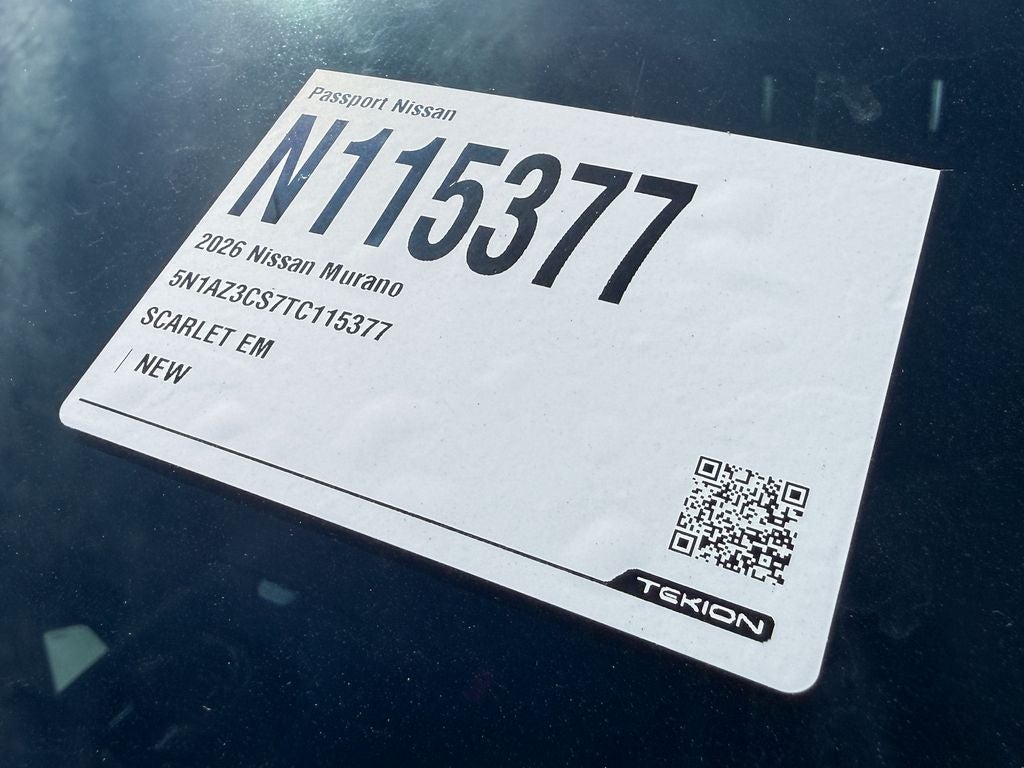 Passport Nissan
N115377
2026 Nissan Murano
5N1AZ3CS7TC115377
SCARLET EM
| NEW
TEKION